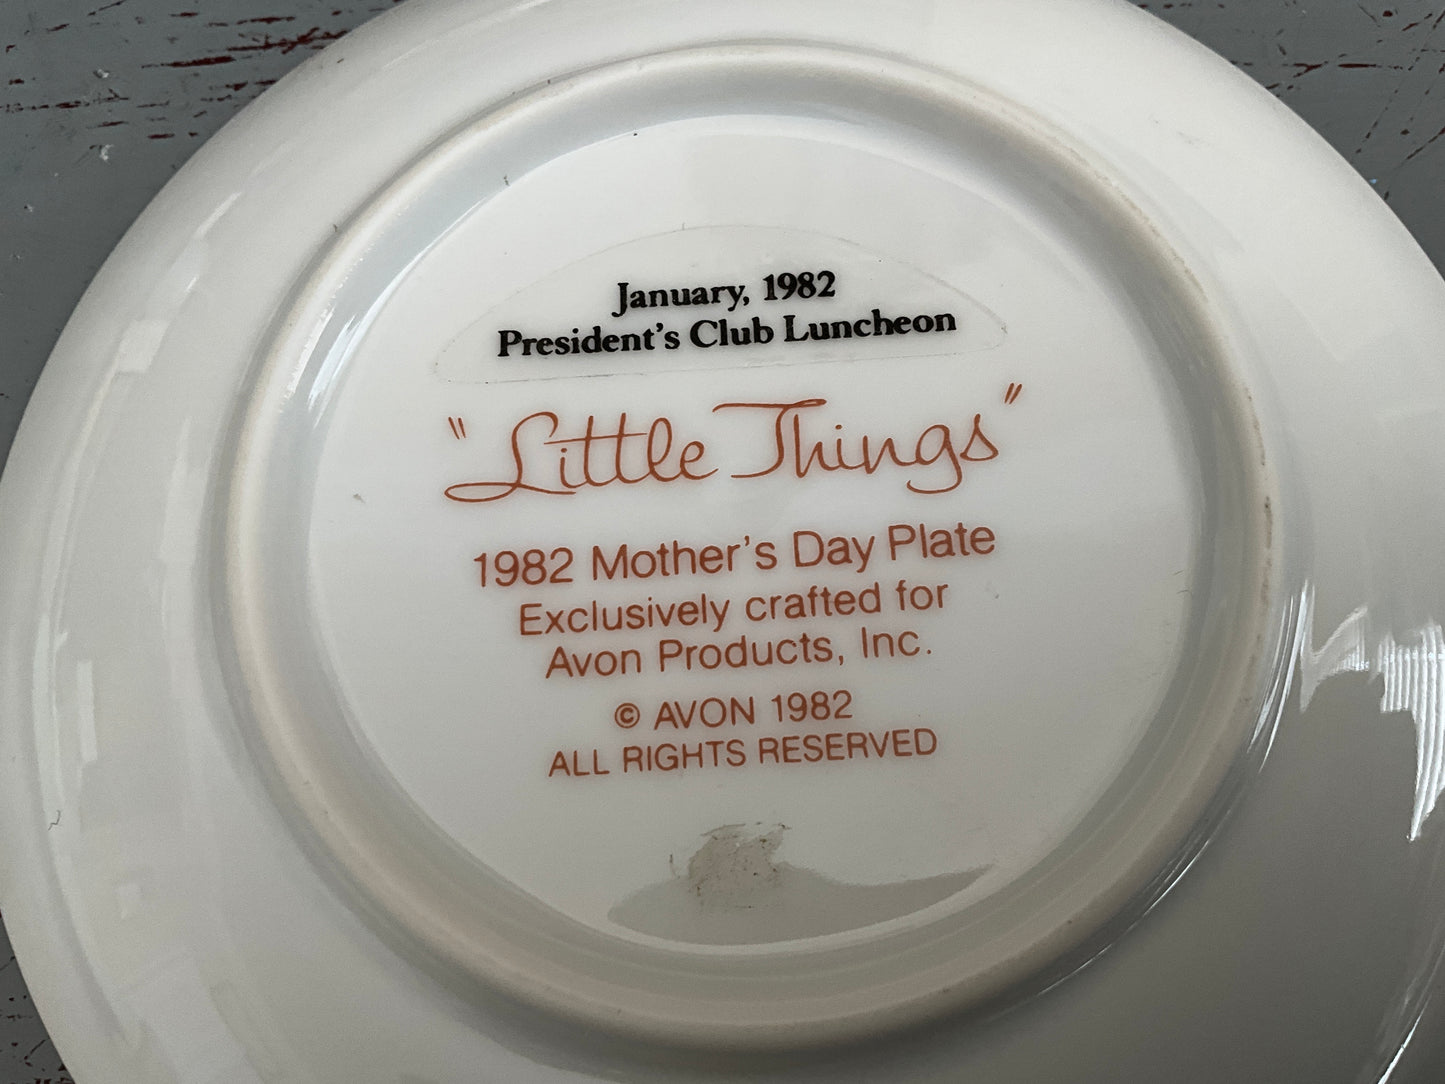 January, 1982
President's Club Luncheon
"Little Things"
1982 Mother's Day Plate
Exclusively crafted for
Avon Products, Inc.
© AVON 1982
ALL RIGHTS RESERVED